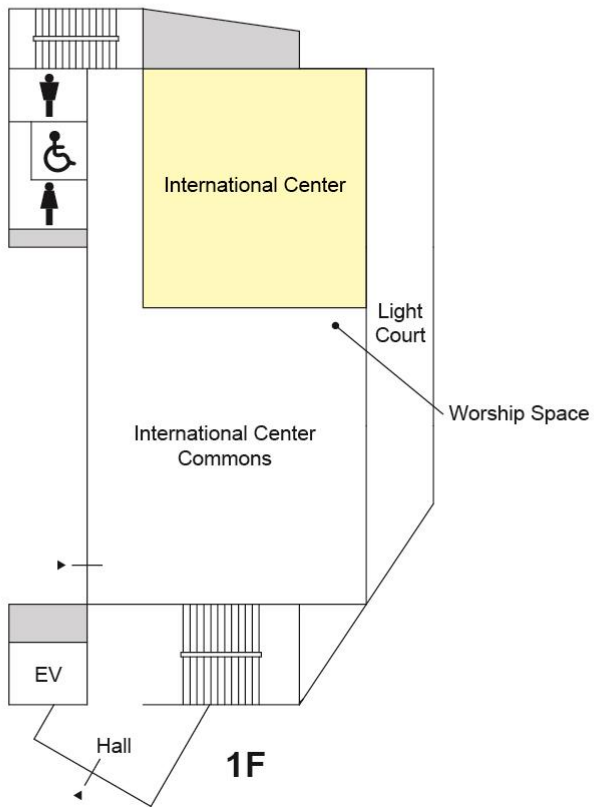 International Center
Light
Court
Worship Space
International Center
Commons
EV
Hall
1F